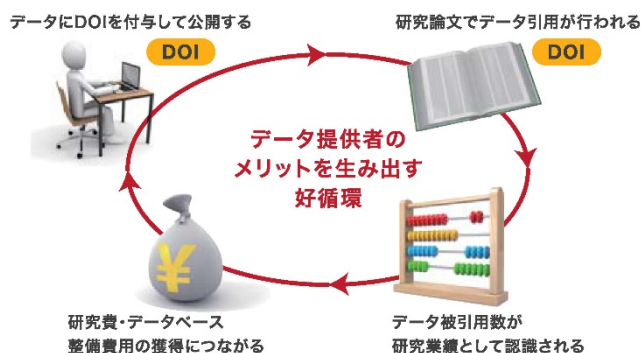 データにDOIを付与して公開する
DOI
研究論文でデータ引用が行われる
DOI
データ提供者の
メリットを生み出す
好循環
¥
研究費・データベース
整備費用の獲得につながる
データ被引用数が
研究業績として認識される